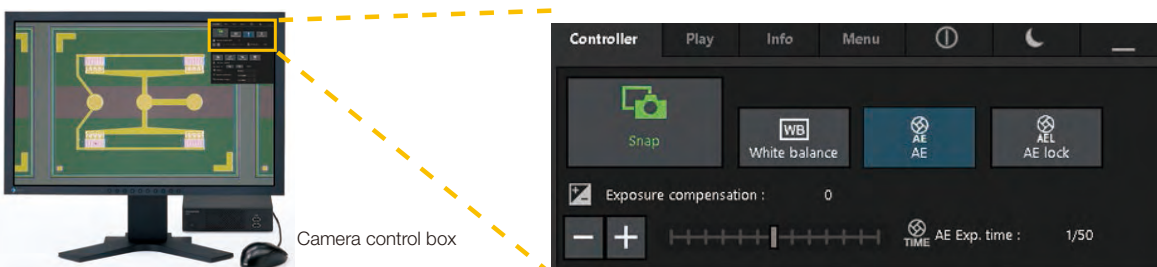 Controller Play Info Menu
Snap
WB
White balance
AE
AE
AEL
AE lock
Exposure compensation : 0
TIME AE Exp. time : 1/50
Camera control box